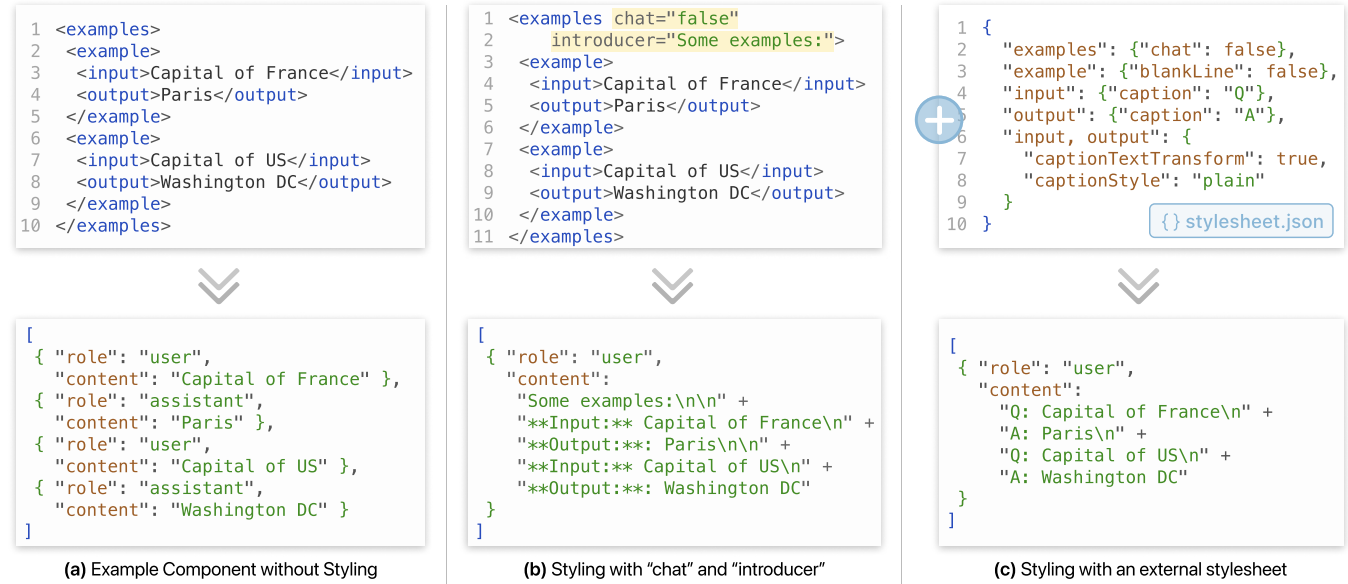 1 <examples>
2 <example>
3 <input>Capital of France</input>
4 <output>Paris</output>
5 </example>
6 <example>
7 <input>Capital of US</input>
8 <output>Washington DC</output>
9 </example>
10 </examples>
[
{ "role": "user",
"content": "Capital of France" },
{ "role": "assistant",
"content": "Paris" },
{ "role": "user",
"content": "Capital of US" },
{ "role": "assistant",
"content": "Washington DC" }
]
(a) Example Component without Styling
1 <examples chat="false"
2 introducer="Some examples:">
3 <example>
4 <input>Capital of France</input>
5 <output>Paris</output>
6 </example>
7 <example>
8 <input>Capital of US</input>
9 <output>Washington DC</output>
10 </example>
11 </examples>
[
{ "role": "user",
"content":
"Some examples:\n\n" +
"**Input:** Capital of France\n" +
"**Output:**: Paris\n\n" +
"**Input:** Capital of US\n" +
"**Output:**: Washington DC"
}
]
(b) Styling with “chat” and “introducer”
1 {
2 "examples": {"chat": false},
3 "example": {"blankLine": false},
4 "input": {"caption": "Q"},
5 "output": {"caption": "A"},
6 "input, output": {
7 "captionTextTransform": true,
8 "captionStyle": "plain"
9 }
10 }
{} stylesheet.json
[
{ "role": "user",
"content":
"Q: Capital of France\n" +
"A: Paris\n" +
"Q: Capital of US\n" +
"A: Washington DC"
}
]
(c) Styling with an external stylesheet